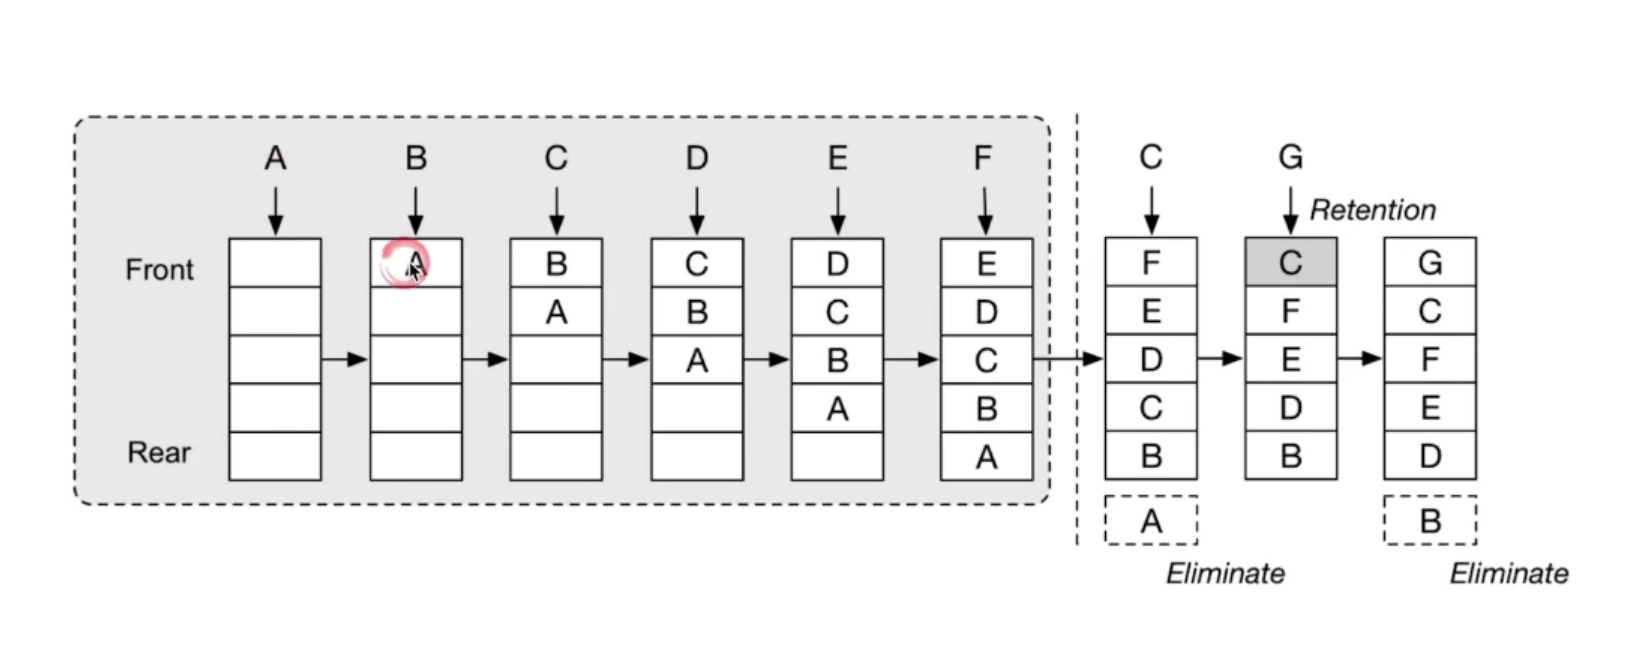 A B C D E F C G
Retention
Front A B C D E F C G
A B C D E F C
A B C D E F
A B C D E
Rear A B B D
A B
Eliminate Eliminate